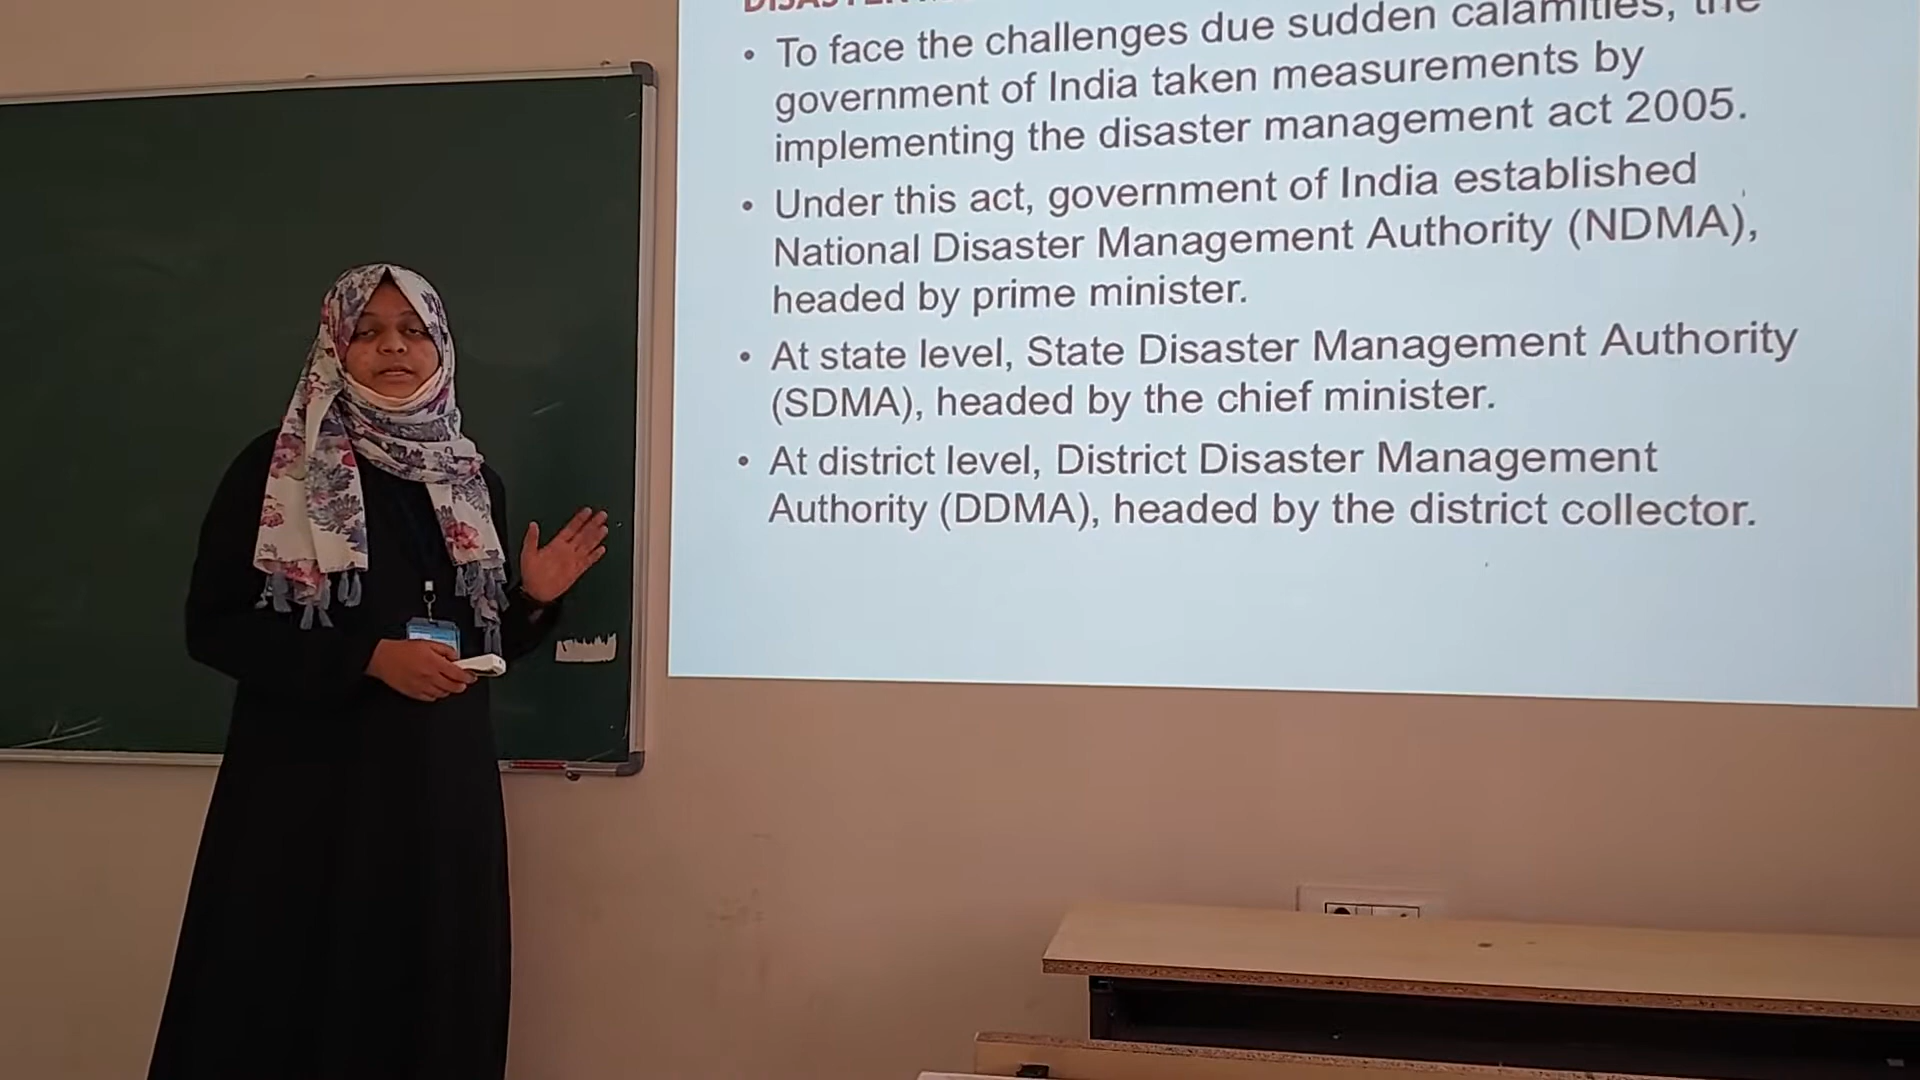 DISASTER
• To face the challenges due sudden calamities, the
government of India taken measurements by
implementing the disaster management act 2005.
• Under this act, government of India established
National Disaster Management Authority (NDMA),
headed by prime minister.
• At state level, State Disaster Management Authority
(SDMA), headed by the chief minister.
• At district level, District Disaster Management
Authority (DDMA), headed by the district collector.